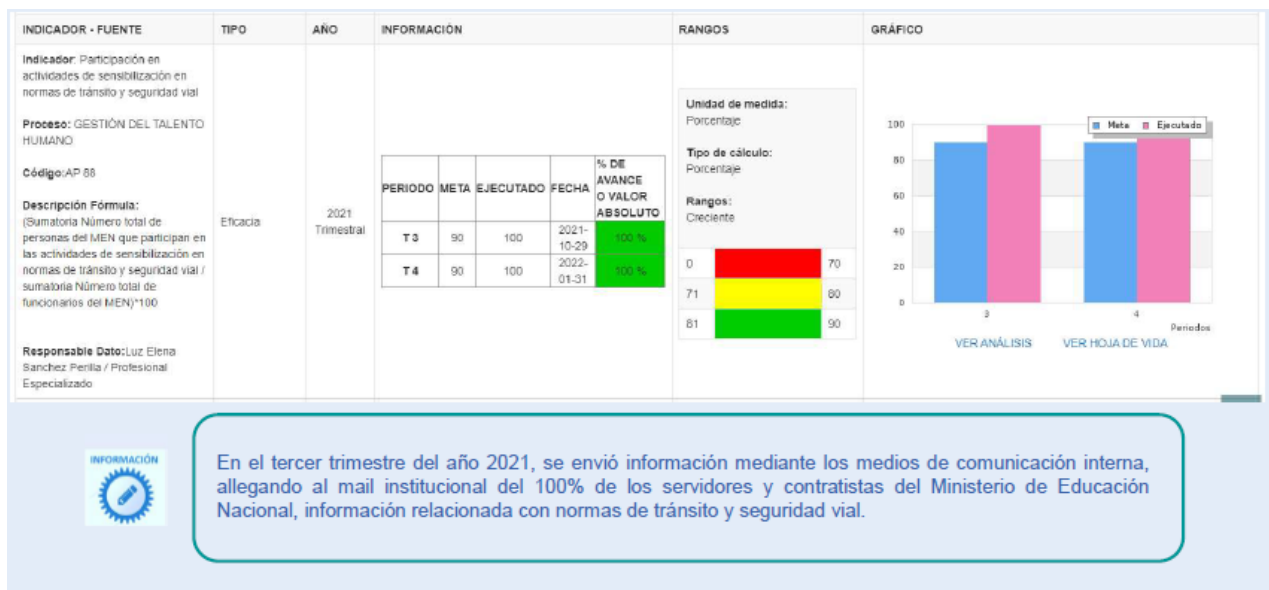 INDICADOR - FUENTE TIPO AÑO INFORMACIÓN RANGOS GRÁFICO
Indicador: Participación en
actividades de sensibilización en
normas de tránsito y seguridad vial
Proceso: GESTIÓN DEL TALENTO
HUMANO
Código:AP 88
Descripción Fórmula:
(Sumatoria Número total de
personas del MEN que participan en
las actividades de sensibilización en
normas de tránsito y seguridad vial /
sumatoria Número total de
funcionarios del MEN)*100
Responsable Dato:Luz Elena
Sanchez Perilla / Profesional
Especializado
Eficacia
2021
Trimestral
PERIODO META EJECUTADO FECHA % DE
AVANCE
O VALOR
ABSOLUTO
T 3 90 100 2021-
10-29 100 %
T 4 90 100 2022-
01-31 100 %
Unidad de medida:
Porcentaje
Tipo de cálculo:
Porcentaje
Rangos:
Creciente
0 70
71 80
81 90
Meta Ejecutado
100
80
60
40
20
0
3 4
Periodos
VER ANÁLISIS VER HOJA DE VIDA
INFORMACIÓN
En el tercer trimestre del año 2021, se envió información mediante los medios de comunicación interna,
allegando al mail institucional del 100% de los servidores y contratistas del Ministerio de Educación
Nacional, información relacionada con normas de tránsito y seguridad vial.